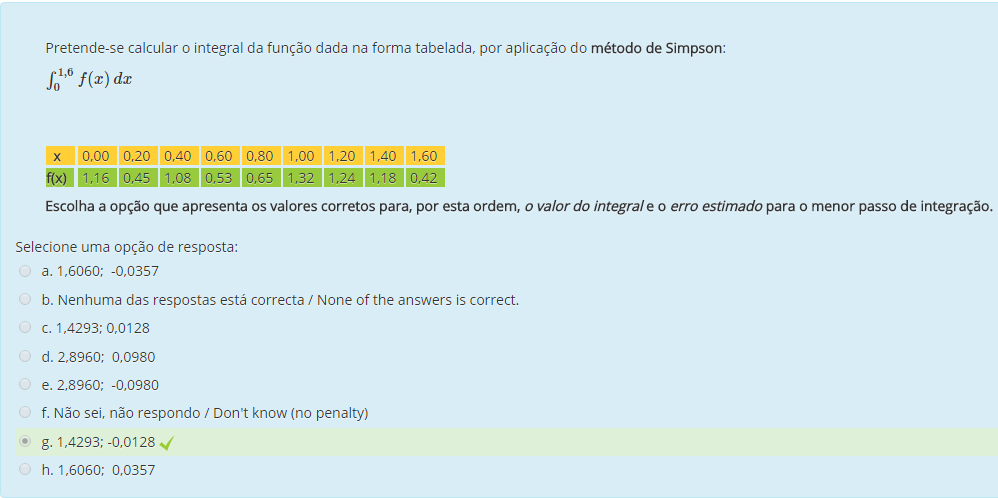 Pretende-se calcular o integral da função dada na forma tabelada, por aplicação do método de Simpson:
∫₀^{1,6} f(x) dx
x 0,00 0,20 0,40 0,60 0,80 1,00 1,20 1,40 1,60
f(x) 1,16 0,45 1,08 0,53 0,65 1,32 1,24 1,18 0,42
Escolha a opção que apresenta os valores corretos para, por esta ordem, o valor do integral e o erro estimado para o menor passo de integração.
Selecione uma opção de resposta:
a. 1,6060; -0,0357
b. Nenhuma das respostas está correcta / None of the answers is correct.
c. 1,4293; 0,0128
d. 2,8960; 0,0980
e. 2,8960; -0,0980
f. Não sei, não respondo / Don't know (no penalty)
g. 1,4293; -0,0128
h. 1,6060; 0,0357